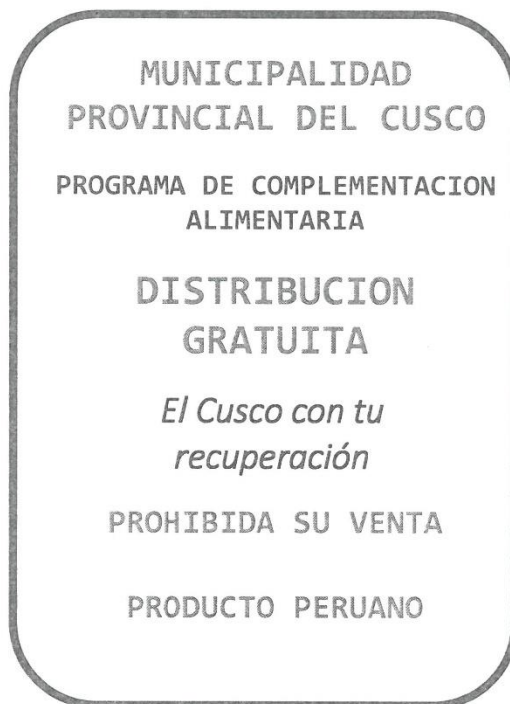 MUNICIPALIDAD
PROVINCIAL DEL CUSCO
PROGRAMA DE COMPLEMENTACION
ALIMENTARIA
DISTRIBUCION
GRATUITA
El Cusco con tu
recuperación
PROHIBIDA SU VENTA
PRODUCTO PERUANO